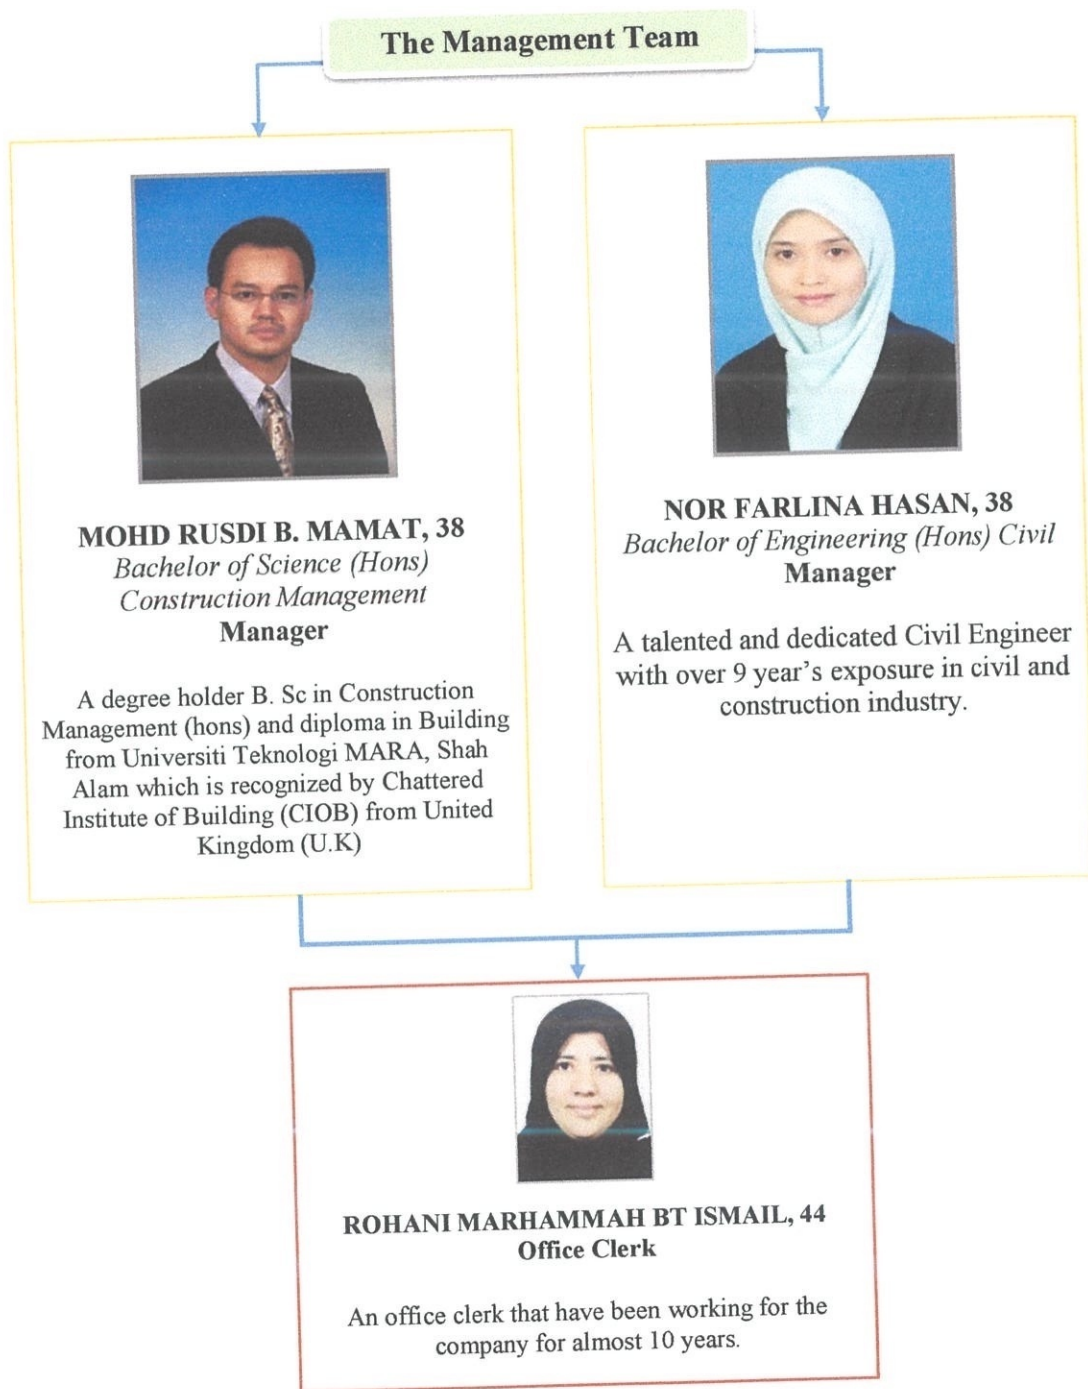 The Management Team
MOHD RUSDI B. MAMAT, 38
Bachelor of Science (Hons)
Construction Management
Manager
A degree holder B. Sc in Construction
Management (hons) and diploma in Building
from Universiti Teknologi MARA, Shah
Alam which is recognized by Chattered
Institute of Building (CIOB) from United
Kingdom (U.K)
NOR FARLINA HASAN, 38
Bachelor of Engineering (Hons) Civil
Manager
A talented and dedicated Civil Engineer
with over 9 year’s exposure in civil and
construction industry.
ROHANI MARHAMMAH BT ISMAIL, 44
Office Clerk
An office clerk that have been working for the
company for almost 10 years.